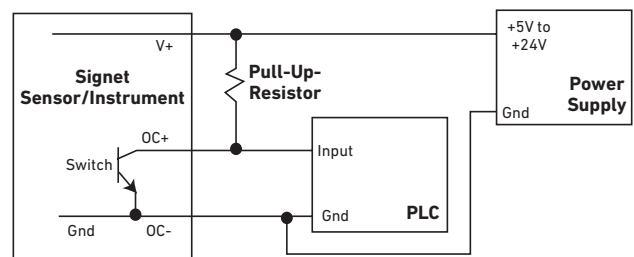 V+
Signet
Sensor/Instrument
OC+
Switch
Gnd
OC-
Pull-Up-
Resistor
Input
Gnd
PLC
+5V to
+24V
Power
Supply
Gnd